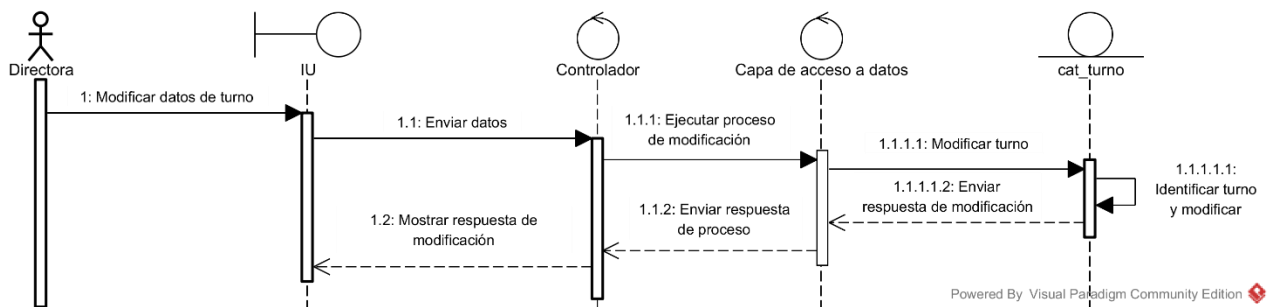 Directora
IU
Controlador
Capa de acceso a datos
cat_turno
1: Modificar datos de turno
1.1: Enviar datos
1.1.1: Ejecutar proceso
de modificación
1.1.1.1: Modificar turno
1.1.1.1.1:
Identificar turno
y modificar
1.1.1.1.2: Enviar
respuesta de modificación
1.1.2: Enviar respuesta
de proceso
1.2: Mostrar respuesta de
modificación
Powered By Visual Paradigm Community Edition